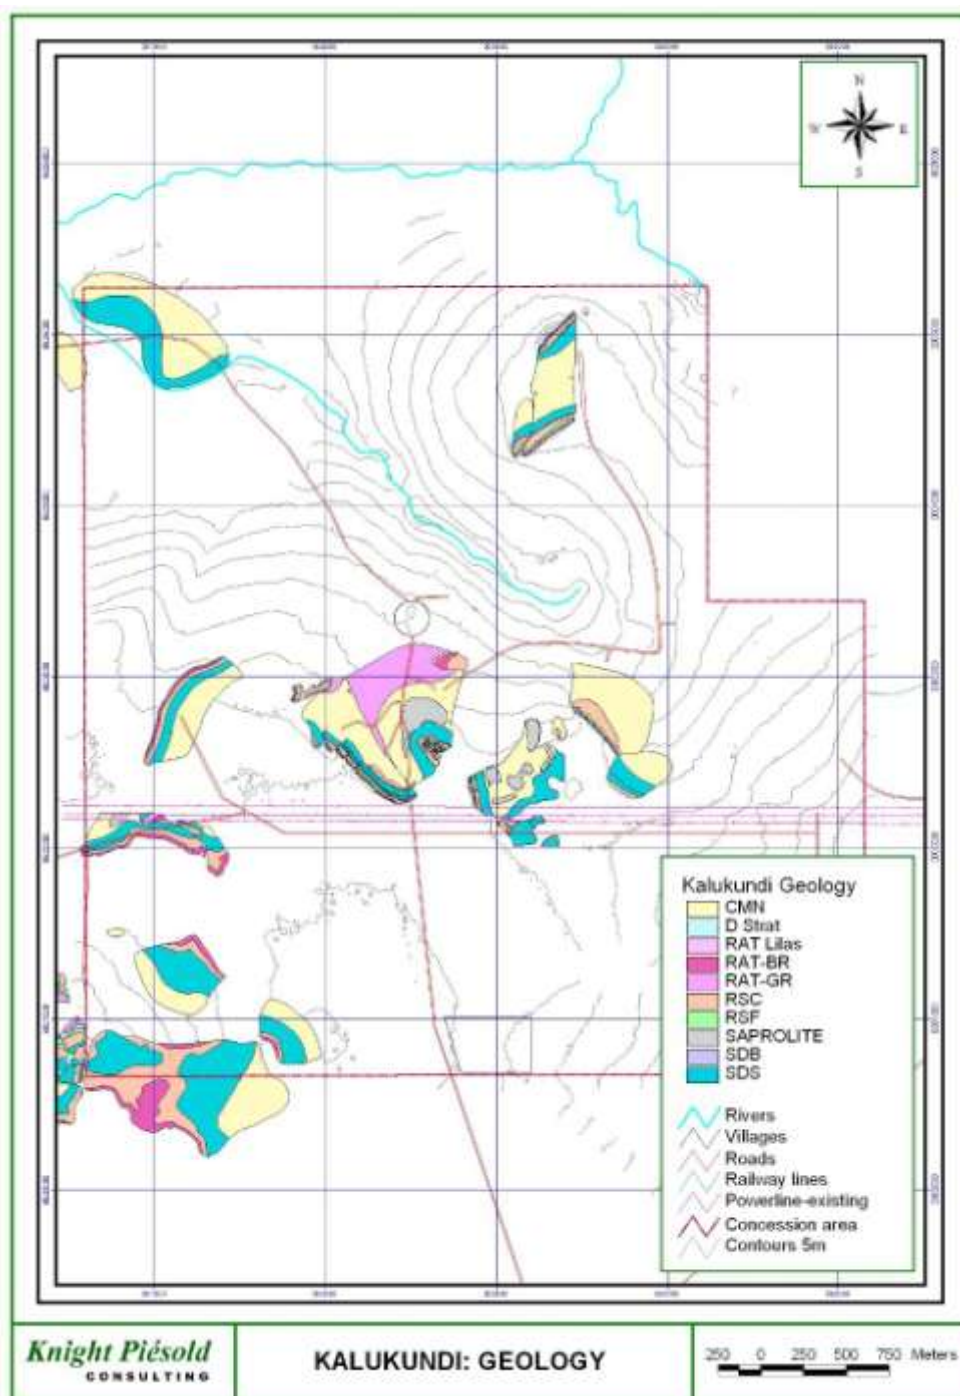 N
W E
S
Kalukundi Geology
CMN
D Strat
RAT Lilas
RAT-BR
RAT-GR
RSC
RSF
SAPROLITE
SDB
SDS
Rivers
Villages
Roads
Railway lines
Powerline-existing
Concession area
Contours 5m
Knight Piésold
CONSULTING
KALUKUNDI: GEOLOGY
250 0 250 500 750 Meters